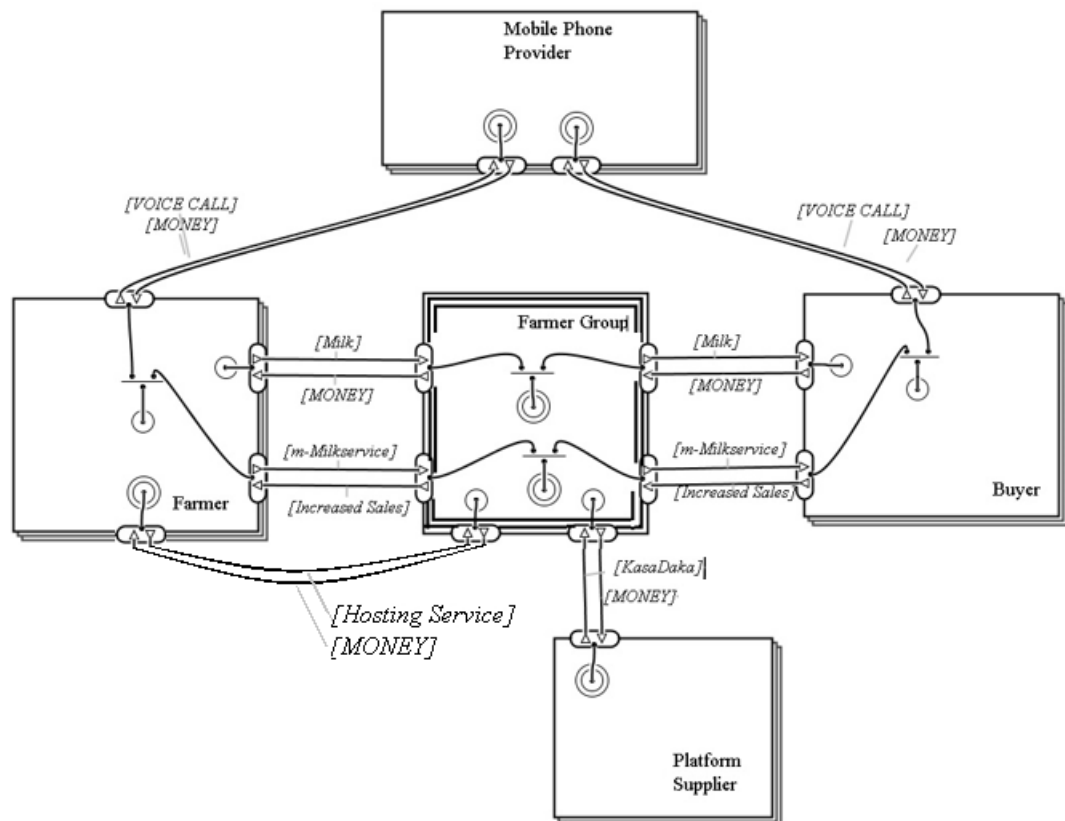 Mobile Phone
Provider
[VOICE CALL]
[MONEY]
[VOICE CALL]
[MONEY]
Farmer Group
[Milk]
[MONEY]
[Milk]
[MONEY]
[m-Milkservice]
[Increased Sales]
[m-Milkservice]
[Increased Sales]
Farmer
Buyer
[KasaDaka]
[MONEY]
[Hosting Service]
[MONEY]
Platform
Supplier